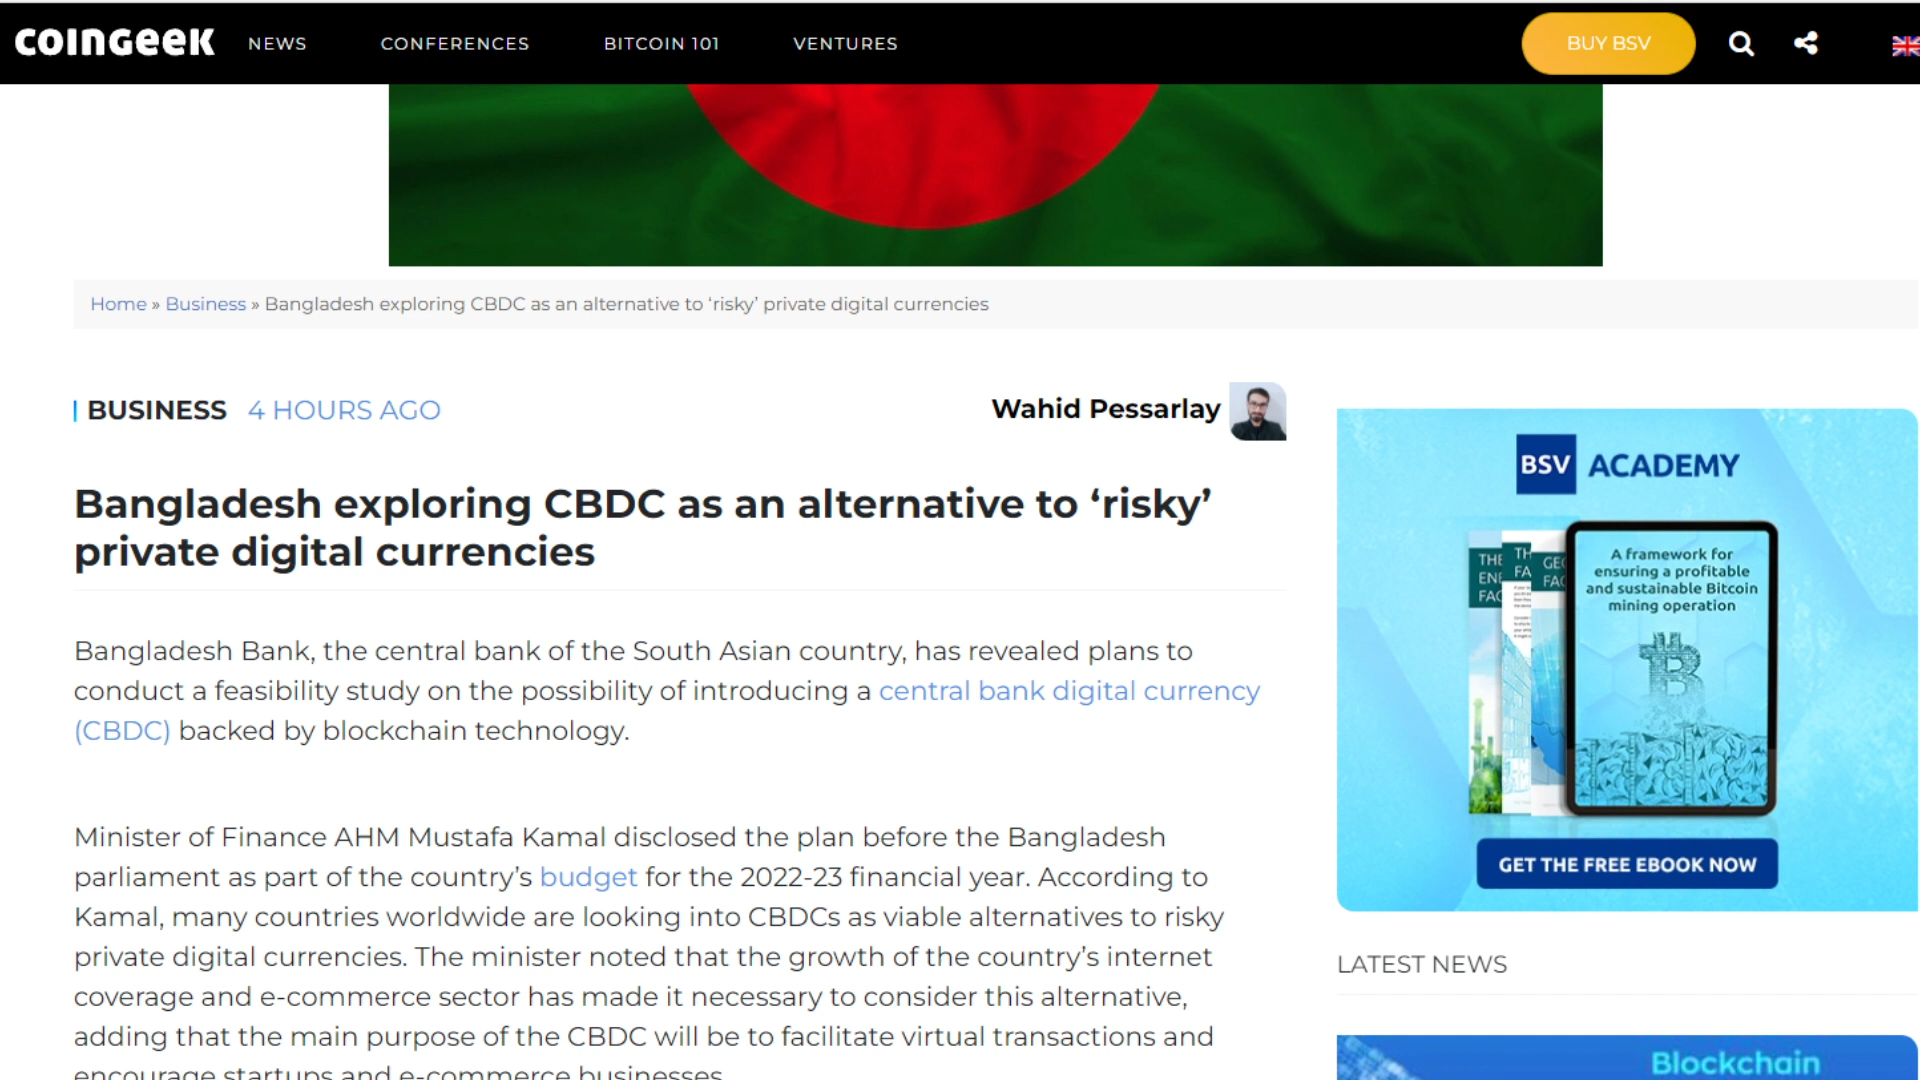 COINGEEK NEWS CONFERENCES BITCOIN 101 VENTURES BUY BSV
Home » Business » Bangladesh exploring CBDC as an alternative to ‘risky’ private digital currencies
BUSINESS 4 HOURS AGO
Wahid Pessarlay
Bangladesh exploring CBDC as an alternative to ‘risky’
private digital currencies
Bangladesh Bank, the central bank of the South Asian country, has revealed plans to
conduct a feasibility study on the possibility of introducing a central bank digital currency
(CBDC) backed by blockchain technology.
Minister of Finance AHM Mustafa Kamal disclosed the plan before the Bangladesh
parliament as part of the country’s budget for the 2022-23 financial year. According to
Kamal, many countries worldwide are looking into CBDCs as viable alternatives to risky
private digital currencies. The minister noted that the growth of the country’s internet
coverage and e-commerce sector has made it necessary to consider this alternative,
adding that the main purpose of the CBDC will be to facilitate virtual transactions and
encourage startups and e-commerce businesses.
BSV ACADEMY
THE
ENE
FAC
TH
FA
GEO
FAC
A framework for
ensuring a profitable
and sustainable Bitcoin
mining operation
GET THE FREE EBOOK NOW
LATEST NEWS
Blockchain